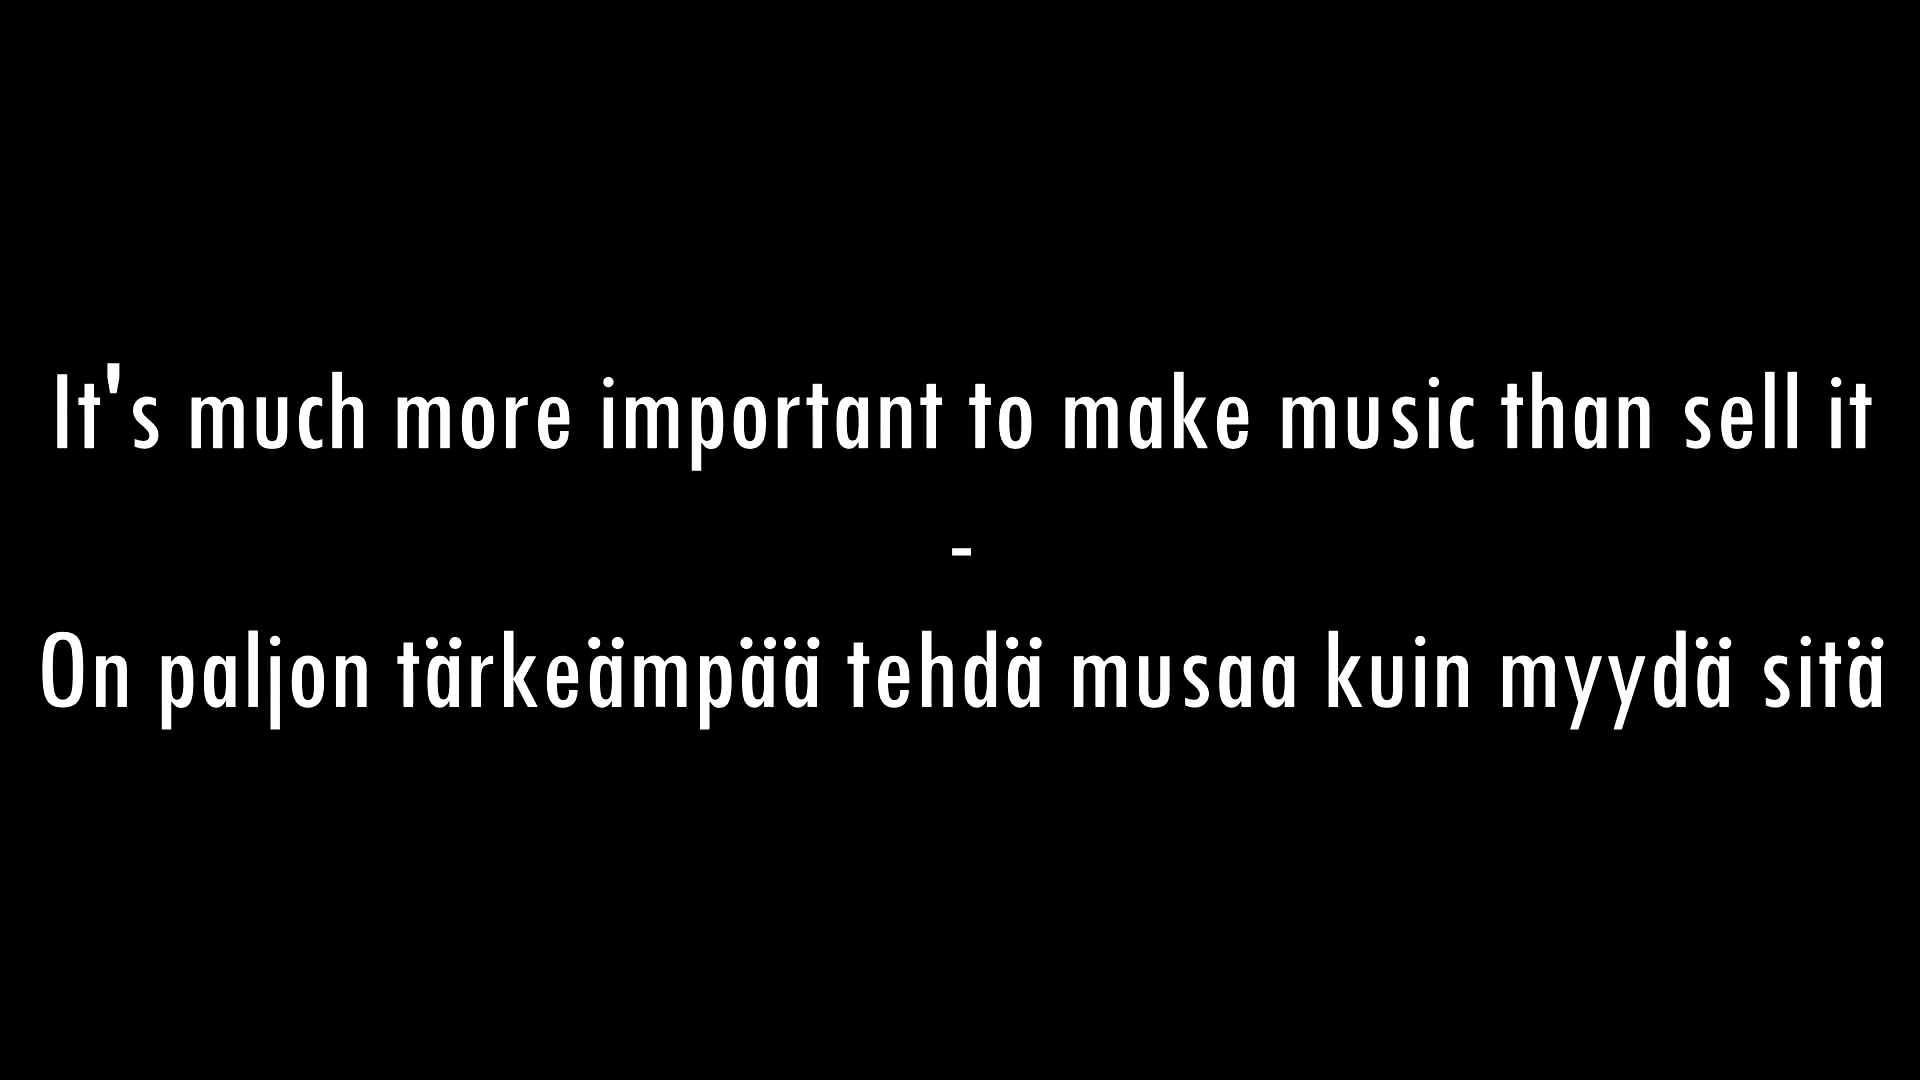 It's much more important to make music than sell it
-
On paljon tärkeämpää tehdä musaa kuin myydä sitä